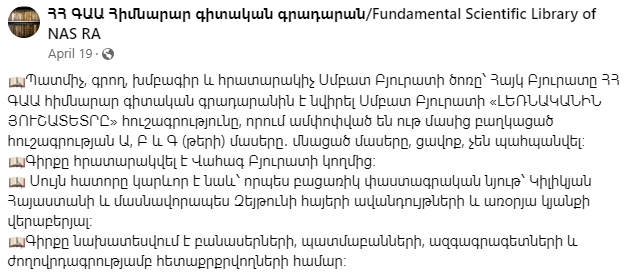 ՀՀ ԳԱԱ Հիմնարար գիտական գրադարան/Fundamental Scientific Library of
NAS RA
April 19 ·
📖Պատմիչ, գրող, խմբագիր և հրատարակիչ Սմբատ Բյուրատի ծոռը՝ Հայկ Բյուրատը ՀՀ
ԳԱԱ հիմնարար գիտական գրադարանին է նվիրել Սմբատ Բյուրատի «ԼԵՌՆԱԿԱՆԻՆ
ՅՈՒՇԱՏԵՏՐԸ» հուշագրությունը, որում ամփոփված են ութ մասից բաղկացած
հուշագրության Ա, Բ և Գ (թերի) մասերը․ մնացած մասերը, ցավոք, չեն պահպանվել։
📖Գիրքը հրատարակվել է Վահագ Բյուրատի կողմից։
📖 Սույն հատորը կարևոր է նաև՝ որպես բացառիկ փաստագրական նյութ՝ Կիլիկյան
Հայաստանի և մասնավորապես Զեյթունի հայերի ավանդույթների և առօրյա կյանքի
վերաբերյալ։
📖Գիրքը նախատեսվում է բանասերների, պատմաբանների, ազգագրագետների և
ժողովրդագրությամբ հետաքրքրվողների համար։